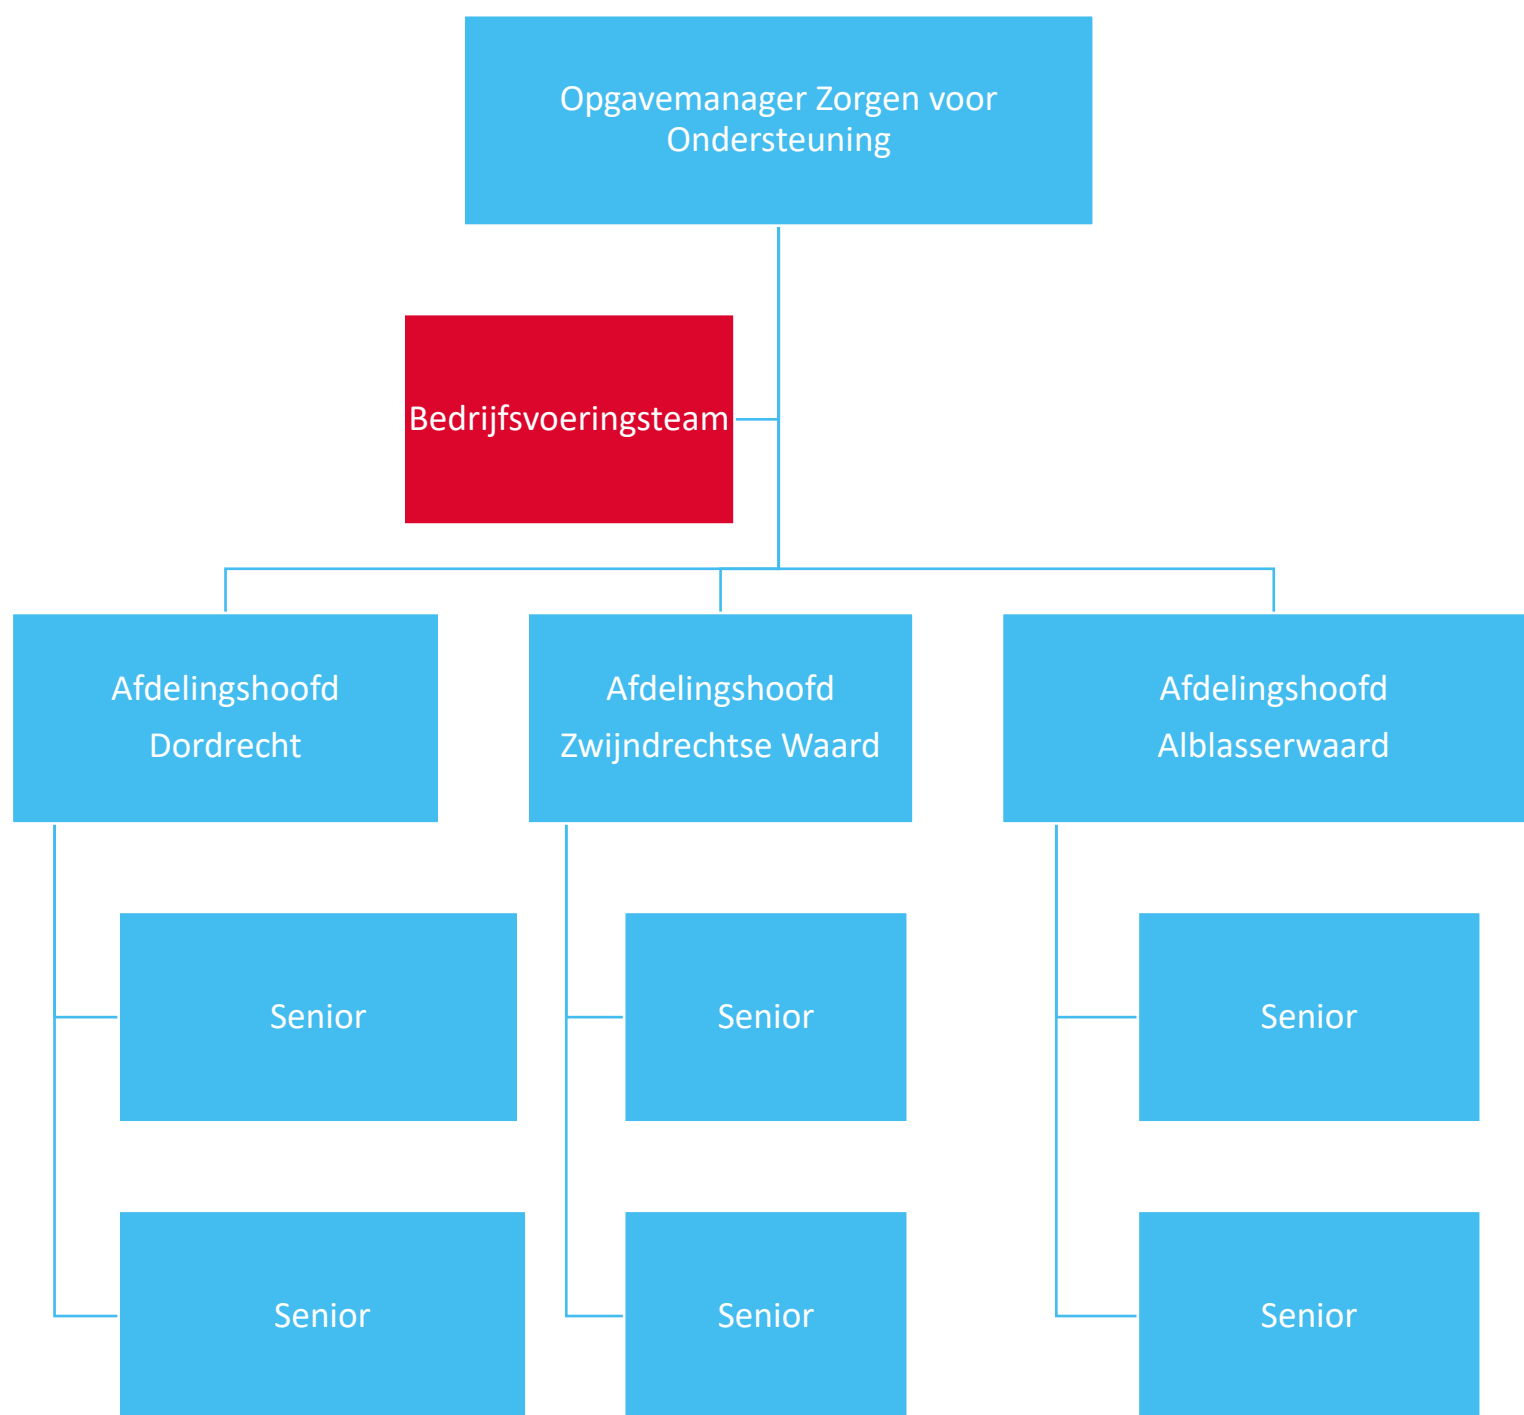 Opgavemanager Zorgen voor
Ondersteuning
Bedrijfsvoeringsteam
Afdelingshoofd
Dordrecht
Afdelingshoofd
Zwijndrechtse Waard
Afdelingshoofd
Alblasserwaard
Senior
Senior
Senior
Senior
Senior
Senior